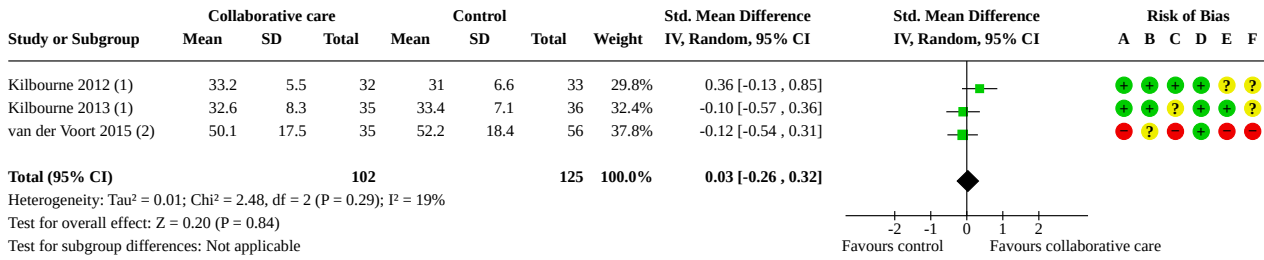 Collaborative care Control Std. Mean Difference Std. Mean Difference Risk of Bias
Study or Subgroup Mean SD Total Mean SD Total Weight IV, Random, 95% CI IV, Random, 95% CI A B C D E F
Kilbourne 2012 (1) 33.2 5.5 32 31 6.6 33 29.8% 0.36 [-0.13 , 0.85] + + + + ? ?
Kilbourne 2013 (1) 32.6 8.3 35 33.4 7.1 36 32.4% -0.10 [-0.57 , 0.36] + + ? + + ?
van der Voort 2015 (2) 50.1 17.5 35 52.2 18.4 56 37.8% -0.12 [-0.54 , 0.31] − ? − + − −
Total (95% CI) 102 125 100.0% 0.03 [-0.26 , 0.32]
Heterogeneity: Tau² = 0.01; Chi² = 2.48, df = 2 (P = 0.29); I² = 19%
Test for overall effect: Z = 0.20 (P = 0.84)
-2 -1 0 1 2
Test for subgroup differences: Not applicable
Favours control Favours collaborative care